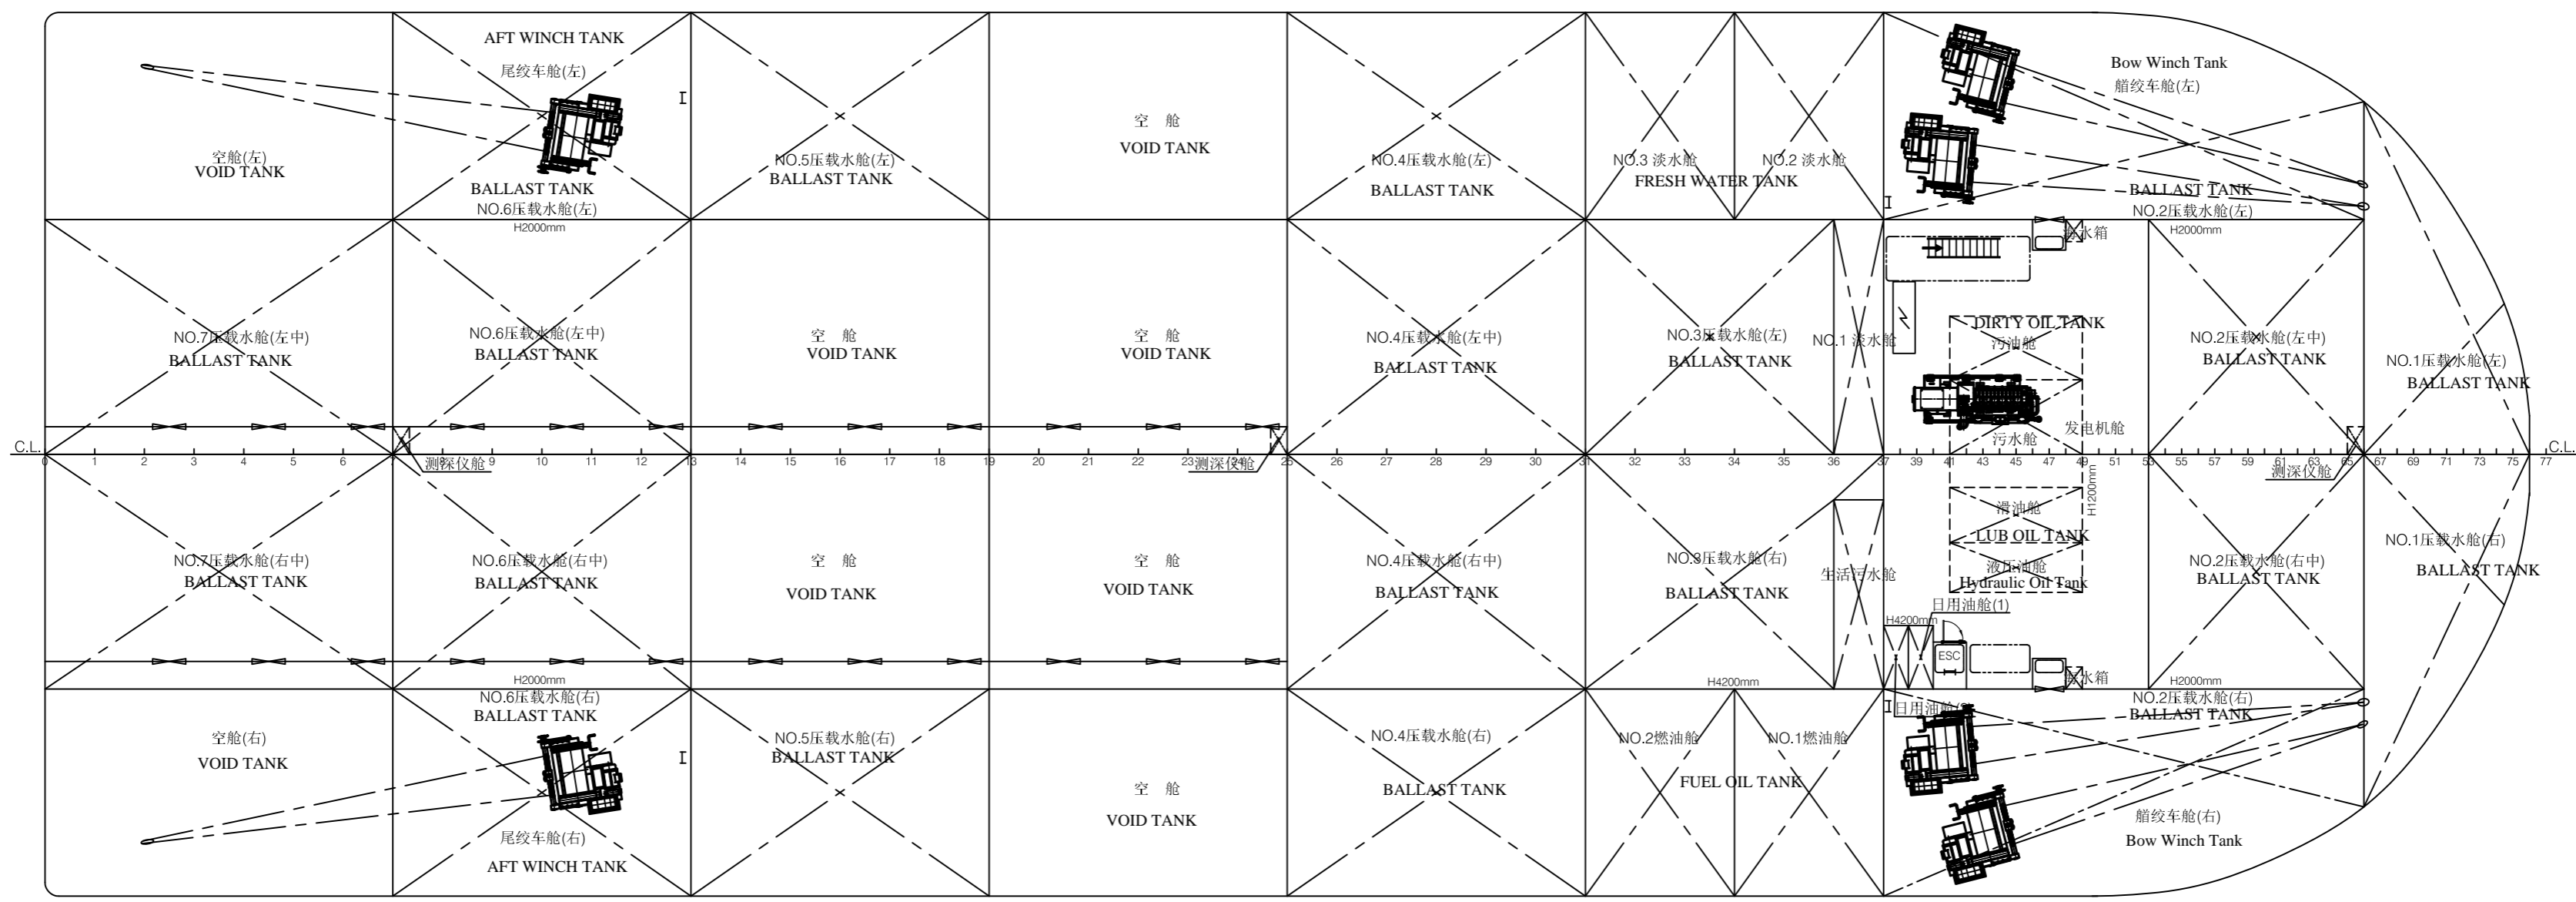 AFT WINCH TANK
尾绞车舱(左)
空舱(左)
VOID TANK
BALLAST TANK
NO.6压载水舱(左)
H2000mm
NO.5压载水舱(左)
BALLAST TANK
空 舱
VOID TANK
NO.4压载水舱(左)
BALLAST TANK
NO.3 淡水舱
NO.2 淡水舱
FRESH WATER TANK
Bow Winch Tank
艏绞车舱(左)
BALLAST TANK
NO.2压载水舱(左)
H2000mm
海水箱
NO.7压载水舱(左中)
BALLAST TANK
NO.6压载水舱(左中)
BALLAST TANK
空 舱
VOID TANK
空 舱
VOID TANK
NO.4压载水舱(左中)
BALLAST TANK
NO.3压载水舱(左)
BALLAST TANK
NO.1 淡水舱
DIRTY OIL TANK
污油舱
污水舱
发电机舱
NO.2压载水舱(左中)
BALLAST TANK
NO.1压载水舱(左)
BALLAST TANK
C.L.
0 1 2 3 4 5 6 7 8 9 10 11 12 13 14 15 16 17 18 19 20 21 22 23 24 25 26 27 28 29 30 31 32 33 34 35 36 37 39 41 43 45 47 49 51 53 55 57 59 61 63 65 67 69 71 73 75 77
C.L.
测深仪舱
测深仪舱
测深仪舱
H1200mm
滑油舱
LUB OIL TANK
液压油舱
Hydraulic Oil Tank
NO.7压载水舱(右中)
BALLAST TANK
NO.6压载水舱(右中)
BALLAST TANK
空 舱
VOID TANK
空 舱
VOID TANK
NO.4压载水舱(右中)
BALLAST TANK
NO.3压载水舱(右)
BALLAST TANK
生活污水舱
NO.2压载水舱(右中)
BALLAST TANK
NO.1压载水舱(右)
BALLAST TANK
日用油舱(1)
H4200mm
ESC
海水箱
H2000mm
H4200mm
H2000mm
NO.6压载水舱(右)
BALLAST TANK
空舱(右)
VOID TANK
NO.5压载水舱(右)
BALLAST TANK
空 舱
VOID TANK
NO.4压载水舱(右)
BALLAST TANK
NO.2燃油舱
NO.1燃油舱
FUEL OIL TANK
日用油舱
NO.2压载水舱(右)
BALLAST TANK
尾绞车舱(右)
AFT WINCH TANK
艏绞车舱(右)
Bow Winch Tank